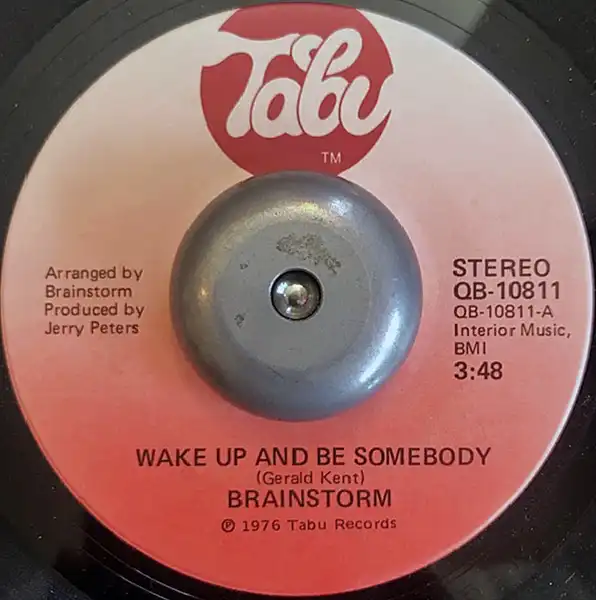 Tabu
TM
Arranged by
Brainstorm
Produced by
Jerry Peters
STEREO
QB-10811
QB-10811-A
Interior Music,
BMI
3:48
WAKE UP AND BE SOMEBODY
(Gerald Kent)
BRAINSTORM
℗ 1976 Tabu Records